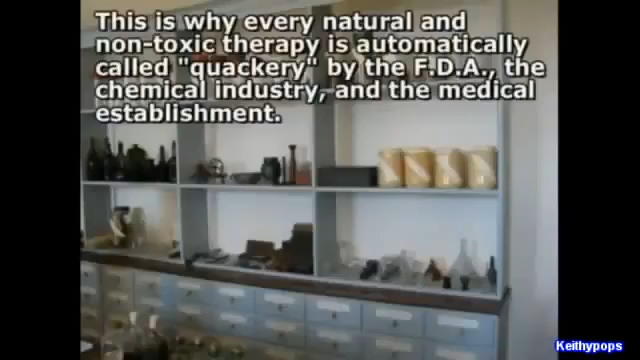 This is why every natural and
non-toxic therapy is automatically
called "quackery" by the F.D.A., the
chemical industry, and the medical
establishment.
Keithypops